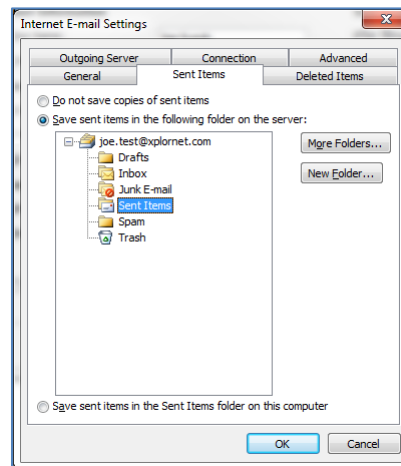 Internet E-mail Settings
Outgoing Server Connection Advanced
General Sent Items Deleted Items
Do not save copies of sent items
Save sent items in the following folder on the server:
joe.test@xplornet.com More Folders...
Drafts
Inbox New Folder...
Junk E-mail
Sent Items
Spam
Trash
Save sent items in the Sent Items folder on this computer
OK Cancel